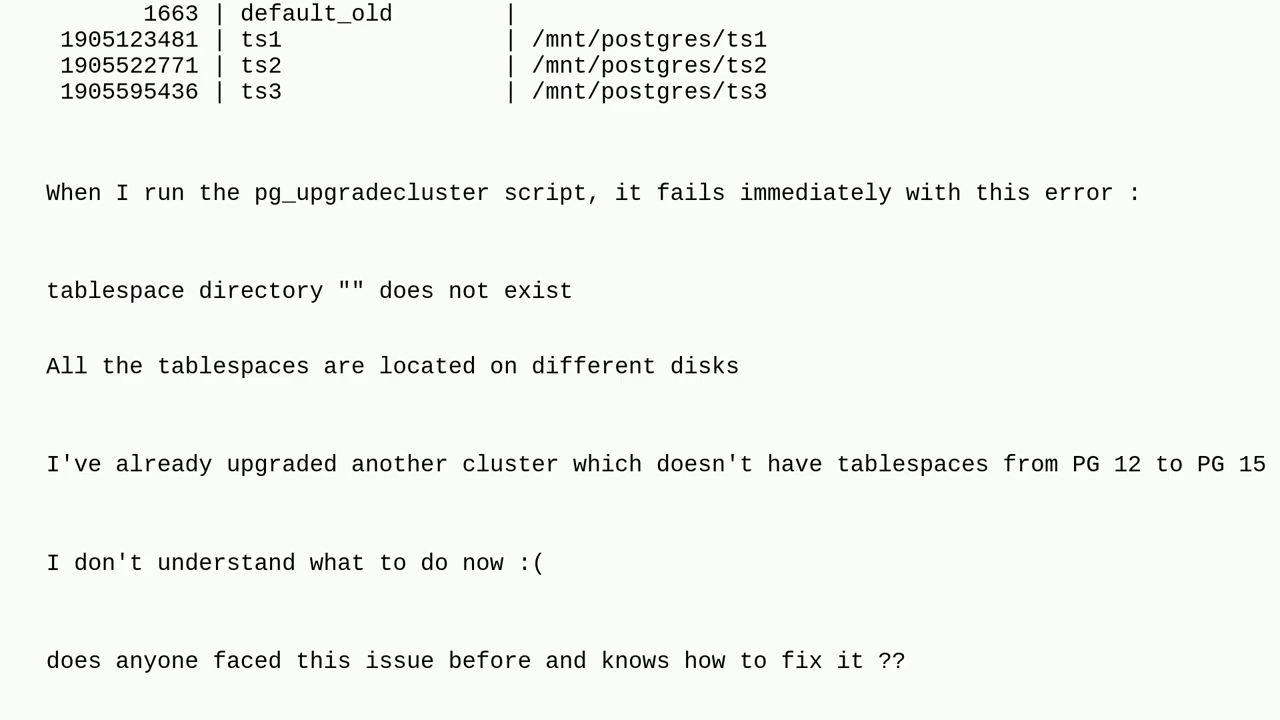 1663 | default_old        |
1905123481 | ts1                | /mnt/postgres/ts1
1905522771 | ts2                | /mnt/postgres/ts2
1905595436 | ts3                | /mnt/postgres/ts3
When I run the pg_upgradecluster script, it fails immediately with this error :
tablespace directory "" does not exist
All the tablespaces are located on different disks
I've already upgraded another cluster which doesn't have tablespaces from PG 12 to PG 15
I don't understand what to do now :(
does anyone faced this issue before and knows how to fix it ??